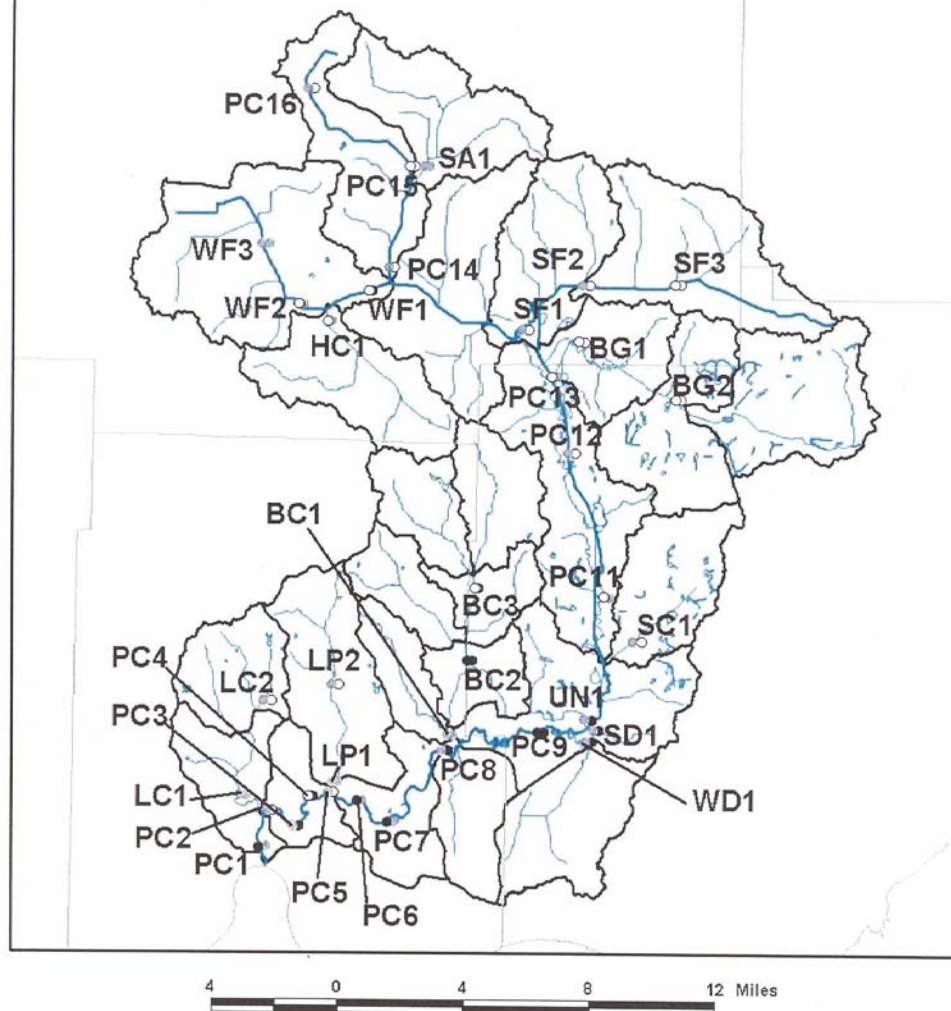 PC16
SA1
PC15
WF3
PC14
SF2
SF3
WF2
WF1
SF1
HC1
BG1
PC13
BG2
PC12
BC1
PC11
BC3
SC1
PC4
LP2
LC2
BC2
PC3
UN1
PC9
SD1
LP1
PC8
LC1
WD1
PC2
PC7
PC1
PC5
PC6
4 0 4 8 12 Miles